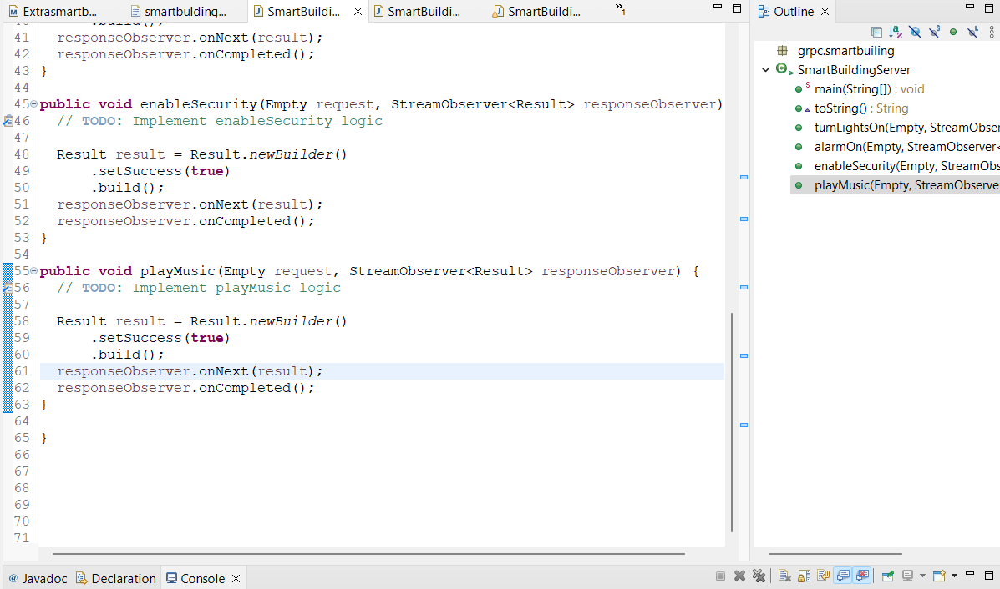 Extrasmartb...
smartbulding...
SmartBuildi...
SmartBuildi...
SmartBuildi...
»1
.build();
41 responseObserver.onNext(result);
42 responseObserver.onCompleted();
43 }
44
45 public void enableSecurity(Empty request, StreamObserver<Result> responseObserver)
46 // TODO: Implement enableSecurity logic
47
48 Result result = Result.newBuilder()
49 .setSuccess(true)
50 .build();
51 responseObserver.onNext(result);
52 responseObserver.onCompleted();
53 }
54
55 public void playMusic(Empty request, StreamObserver<Result> responseObserver) {
56 // TODO: Implement playMusic logic
57
58 Result result = Result.newBuilder()
59 .setSuccess(true)
60 .build();
61 responseObserver.onNext(result);
62 responseObserver.onCompleted();
63 }
64
65 }
66
67
68
69
70
71
Outline
grpc.smartbuiling
SmartBuildingServer
main(String[]) : void
toString() : String
turnLightsOn(Empty, StreamObser
alarmOn(Empty, StreamObserver<
enableSecurity(Empty, StreamObs
playMusic(Empty, StreamObserve
@ Javadoc
Declaration
Console